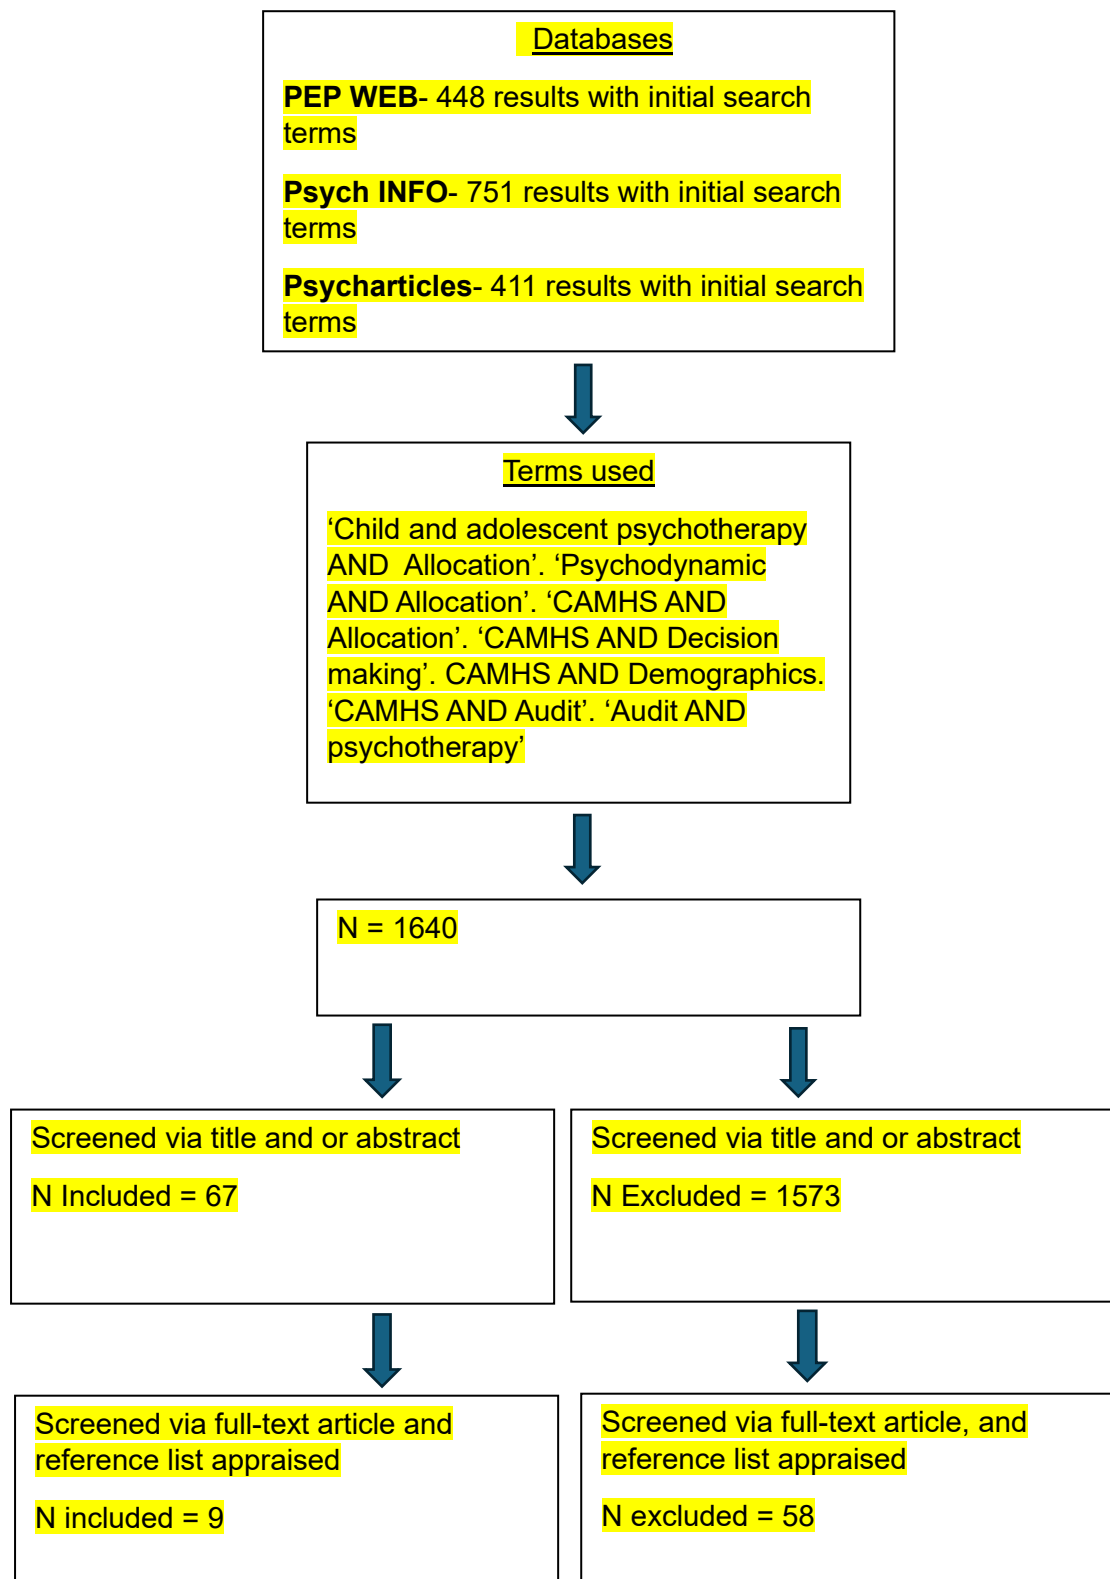 Databases
PEP WEB- 448 results with initial search
terms
Psych INFO- 751 results with initial search
terms
Psycharticles- 411 results with initial search
terms
Terms used
‘Child and adolescent psychotherapy
AND  Allocation’. ‘Psychodynamic
AND Allocation’. ‘CAMHS AND
Allocation’. ‘CAMHS AND Decision
making’. CAMHS AND Demographics.
‘CAMHS AND Audit’. ‘Audit AND
psychotherapy’
N = 1640
Screened via title and or abstract
N Included = 67
Screened via title and or abstract
N Excluded = 1573
Screened via full-text article and
reference list appraised
N included = 9
Screened via full-text article, and
reference list appraised
N excluded = 58